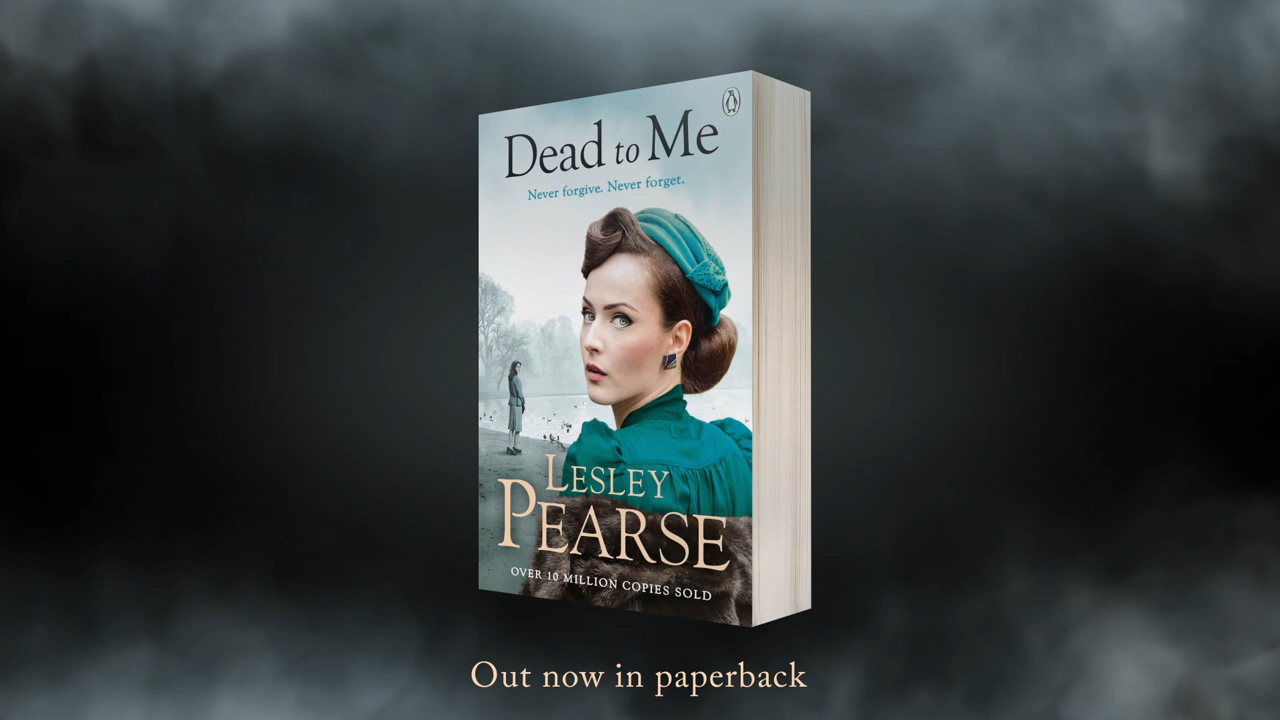 Dead to Me
Never forgive. Never forget.
LESLEY
PEARSE
OVER 10 MILLION COPIES SOLD
Out now in paperback